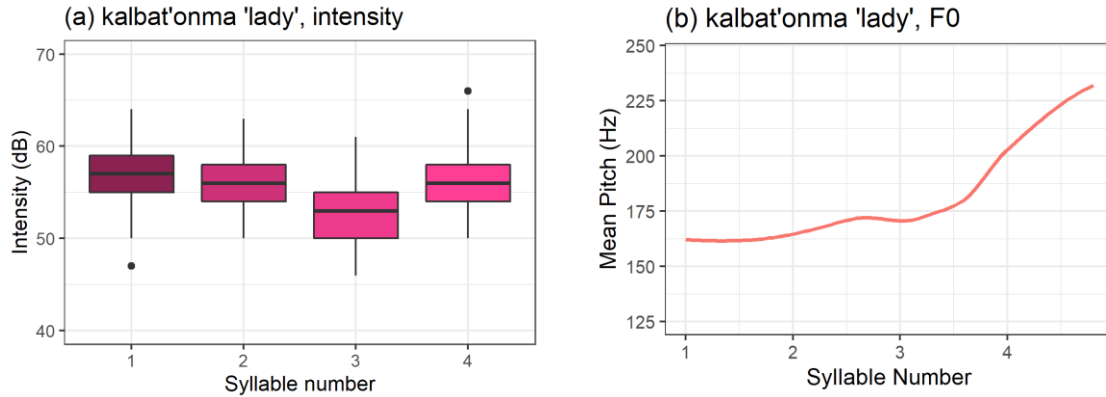 (a) kalbat'onma 'lady', intensity
70
60
50
40
Intensity (dB)
1 2 3 4
Syllable number
(b) kalbat'onma 'lady', F0
250
225
200
175
150
125
Mean Pitch (Hz)
1 2 3 4
Syllable Number